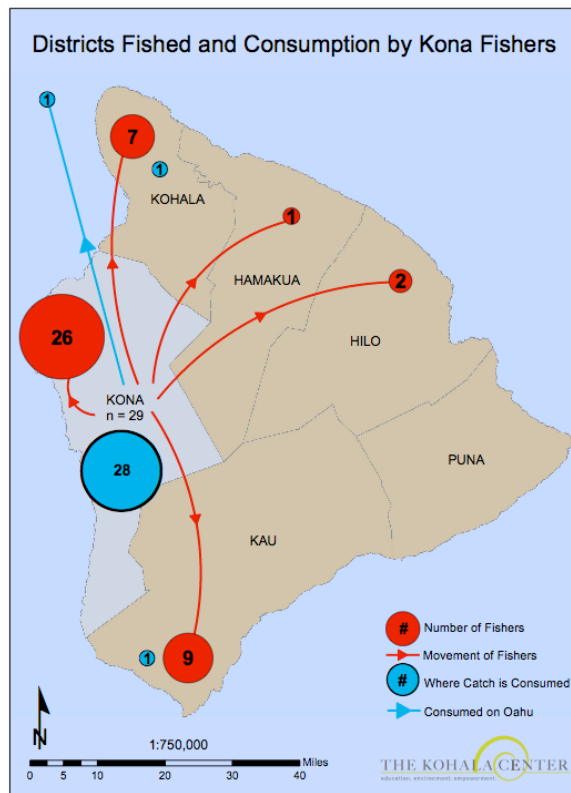 Districts Fished and Consumption by Kona Fishers
1
7
1
KOHALA
1
HAMAKUA
2
26
HILO
KONA
n = 29
28
PUNA
KAU
1
9
# Number of Fishers
Movement of Fishers
# Where Catch is Consumed
Consumed on Oahu
N
1:750,000
Miles
0 5 10 20 30 40
THE KOHALA CENTER
education. environment. empowerment.